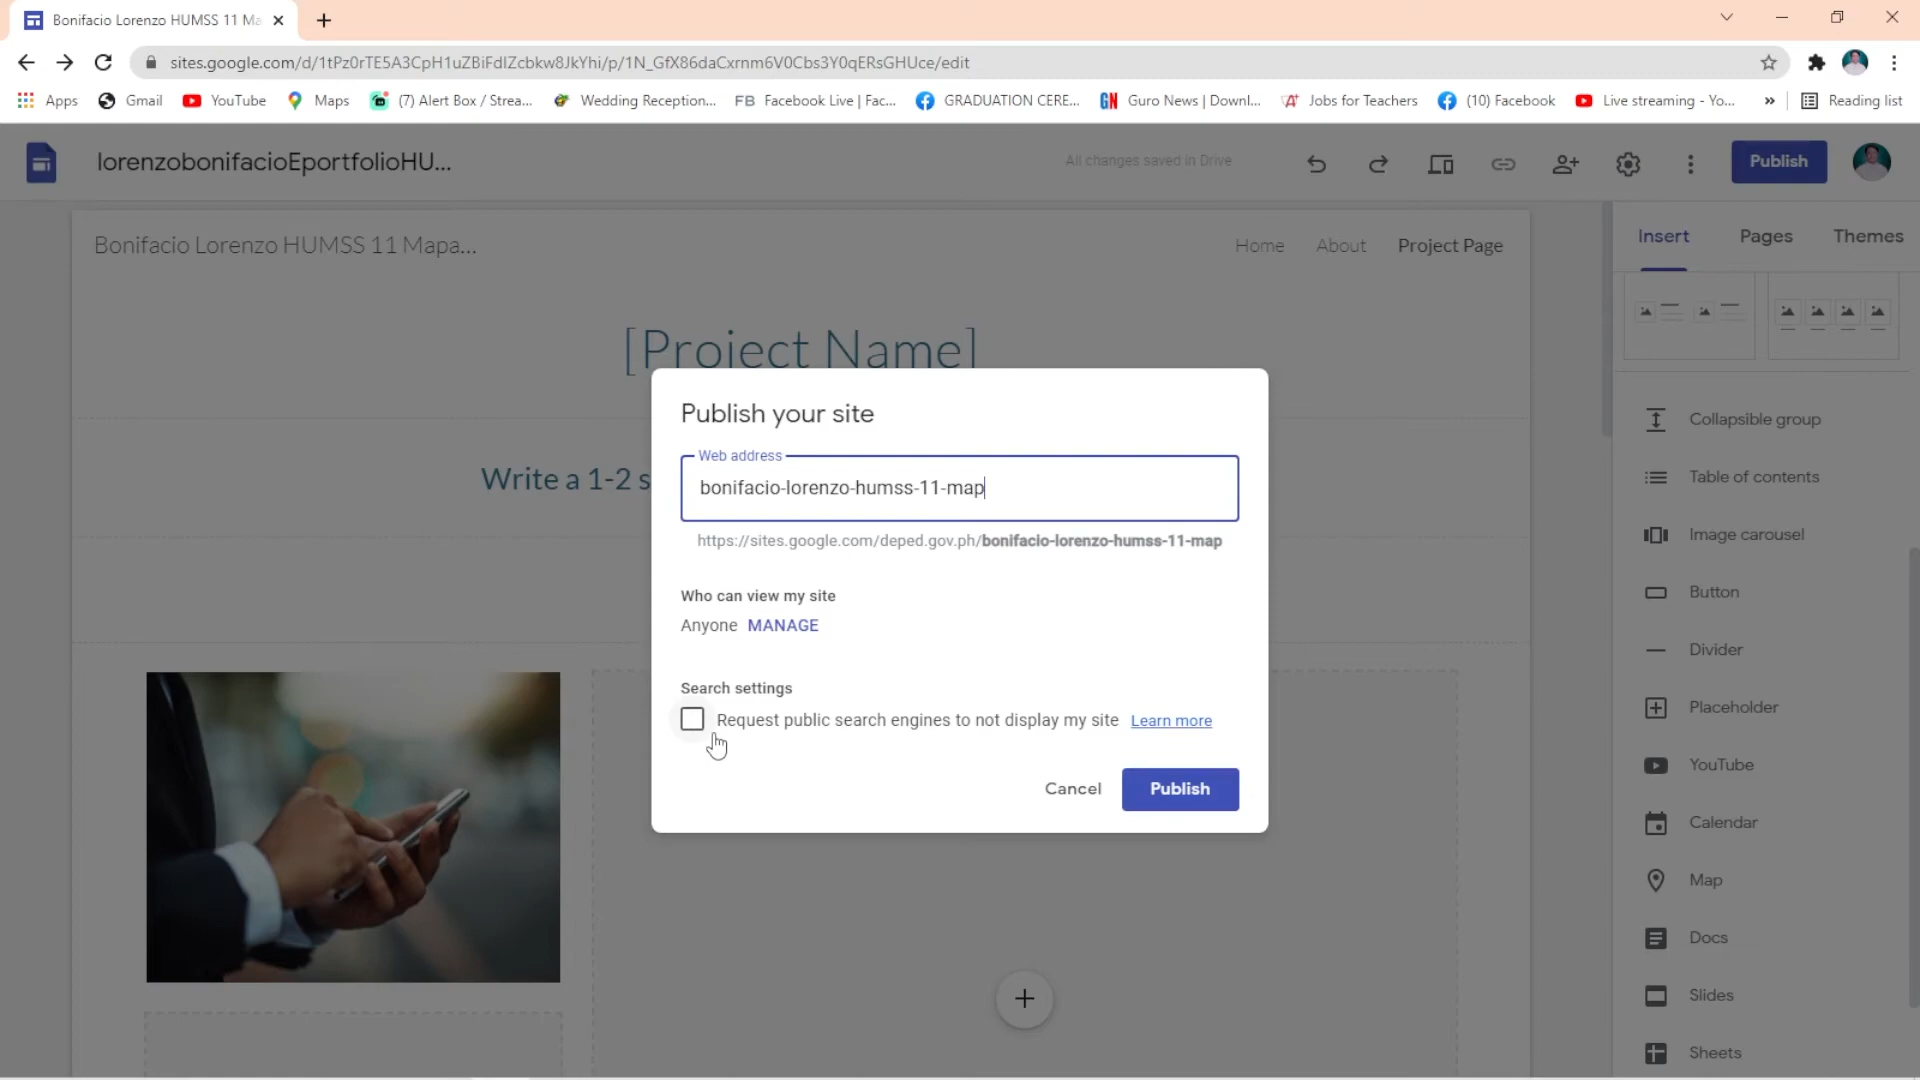 Bonifacio Lorenzo HUMSS 11 Ma
sites.google.com/d/1tPz0rTE5A3CpH1uZBiFdIZcbkw8JkYhi/p/1N_GfX86daCxrnm6V0Cbs3Y0qERsGHUce/edit
Apps Gmail YouTube Maps (7) Alert Box / Strea... Wedding Reception... FB Facebook Live | Fac... GRADUATION CERE... GN Guro News | Downl... Jobs for Teachers (10) Facebook Live streaming - Yo... » Reading list
lorenzobonifacioEportfolioHU... All changes saved in Drive Publish
Bonifacio Lorenzo HUMSS 11 Mapa... Home About Project Page
Insert Pages Themes
[Project Name]
Write a 1-2 s
Publish your site
Web address
bonifacio-lorenzo-humss-11-map
https://sites.google.com/deped.gov.ph/bonifacio-lorenzo-humss-11-map
Who can view my site
Anyone MANAGE
Search settings
Request public search engines to not display my site Learn more
Cancel Publish
Collapsible group
Table of contents
Image carousel
Button
Divider
Placeholder
YouTube
Calendar
Map
Docs
Slides
Sheets